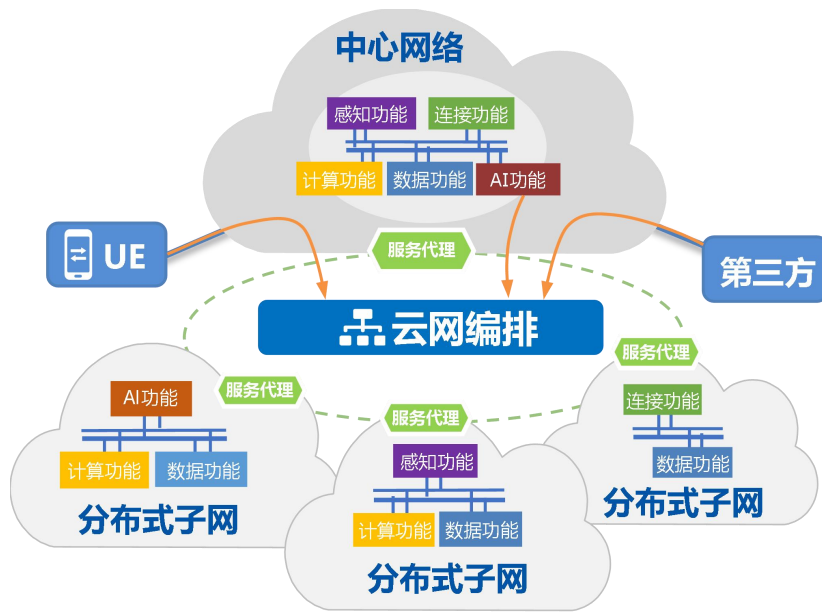 中心网络
感知功能
连接功能
计算功能
数据功能
AI功能
UE
服务代理
第三方
云网编排
服务代理
AI功能
服务代理
计算功能
数据功能
分布式子网
服务代理
感知功能
计算功能
数据功能
分布式子网
连接功能
数据功能
分布式子网